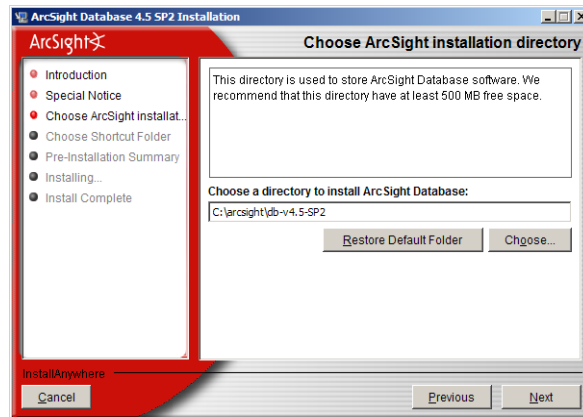 ArcSight Database 4.5 SP2 Installation
ArcSight
Choose ArcSight installation directory
Introduction
Special Notice
Choose ArcSight installat...
Choose Shortcut Folder
Pre-Installation Summary
Installing...
Install Complete
This directory is used to store ArcSight Database software. We
recommend that this directory have at least 500 MB free space.
Choose a directory to install ArcSight Database:
C:\arcsight\db-v4.5-SP2
Restore Default Folder
Choose...
InstallAnywhere
Cancel
Previous
Next